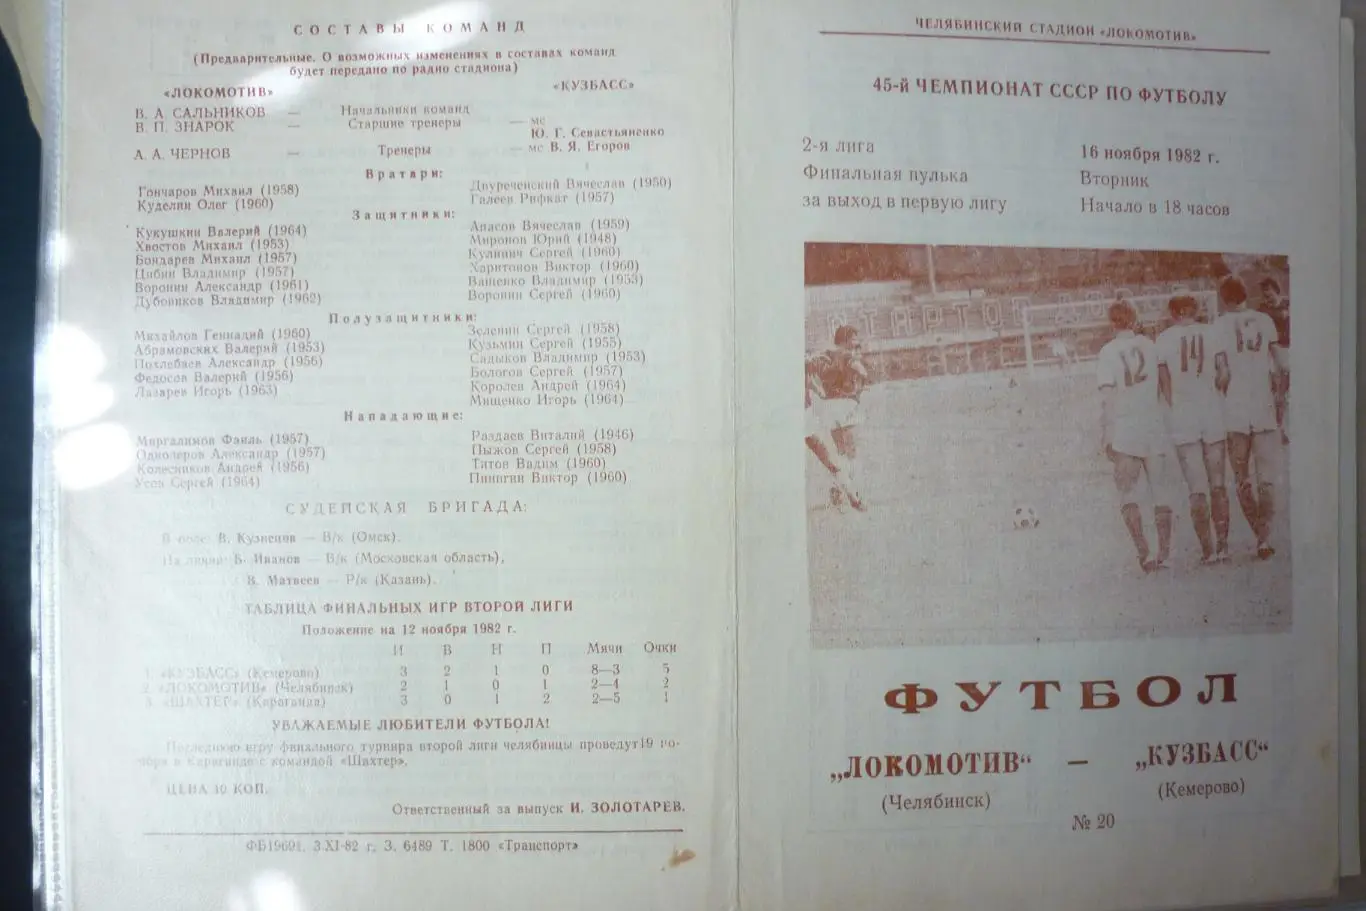 СОСТАВЫ КОМАНД
(Предварительные. О возможных изменениях в составах команд
будет передано по радио стадиона)
«ЛОКОМОТИВ» «КУЗБАСС»
В. А. САЛЬНИКОВ — Начальники команд — мс
В. П. ЗНАРОК — Старшие тренеры Ю. Г. Севастьяненко
А. А. ЧЕРНОВ — Тренеры — мс В. Я. Егоров
Вратари:
Гончаров Михаил (1958) Двуреченский Вячеслав (1950)
Куделин Олег (1960) Галеев Рифкат (1957)
Защитники:
Кукушкин Валерий (1964) Апасов Вячеслав (1959)
Хвостов Михаил (1953) Миронов Юрий (1948)
Бондарев Михаил (1957) Кулинич Сергей (1960)
Цибин Владимир (1957) Харитонов Виктор (1960)
Воронин Александр (1961) Ващенко Владимир (1953)
Дубовиков Владимир (1962) Воронин Сергей (1960)
Полузащитники:
Михайлов Геннадий (1960) Зеленин Сергей (1958)
Абрамовских Валерий (1953) Кузьмин Сергей (1955)
Похлебаев Александр (1956) Садыков Владимир (1953)
Федосов Валерий (1956) Бологов Сергей (1957)
Лазарев Игорь (1963) Королев Андрей (1964)
Мищенко Игорь (1964)
Нападающие:
Миргалимов Фаиль (1957) Раздаев Виталий (1946)
Одножеров Александр (1957) Пыжов Сергей (1958)
Колесников Андрей (1956) Титов Вадим (1960)
Усов Сергей (1964) Пинигин Виктор (1960)
СУДЕЙСКАЯ БРИГАДА:
В поле: В. Кузнецов — В/к (Омск).
На линии: Б. Иванов — В/к (Московская область),
В. Матвеев — Р/к (Казань).
ТАБЛИЦА ФИНАЛЬНЫХ ИГР ВТОРОЙ ЛИГИ
Положение на 12 ноября 1982 г.
И В Н П Мячи Очки
1. «КУЗБАСС» (Кемерово) 3 2 1 0 8—3 5
2. «ЛОКОМОТИВ» (Челябинск) 2 1 0 1 2—4 2
3. «ШАХТЕР» (Караганда) 3 0 1 2 2—5 1
УВАЖАЕМЫЕ ЛЮБИТЕЛИ ФУТБОЛА!
Последнюю игру финального турнира второй лиги челябинцы проведут 19 но-
ября в Караганде с командой «Шахтер».
ЦЕНА 10 КОП.
Ответственный за выпуск И. ЗОЛОТАРЕВ.
3.XI-82 г. З. 6489 Т. 1800 «Транспорт»
ЧЕЛЯБИНСКИЙ СТАДИОН «ЛОКОМОТИВ»
45-й ЧЕМПИОНАТ СССР ПО ФУТБОЛУ
2-я лига 16 ноября 1982 г.
Финальная пулька Вторник
за выход в первую лигу Начало в 18 часов
12 14 13
ФУТБОЛ
„ЛОКОМОТИВ“ — „КУЗБАСС“
(Челябинск) (Кемерово)
№ 20